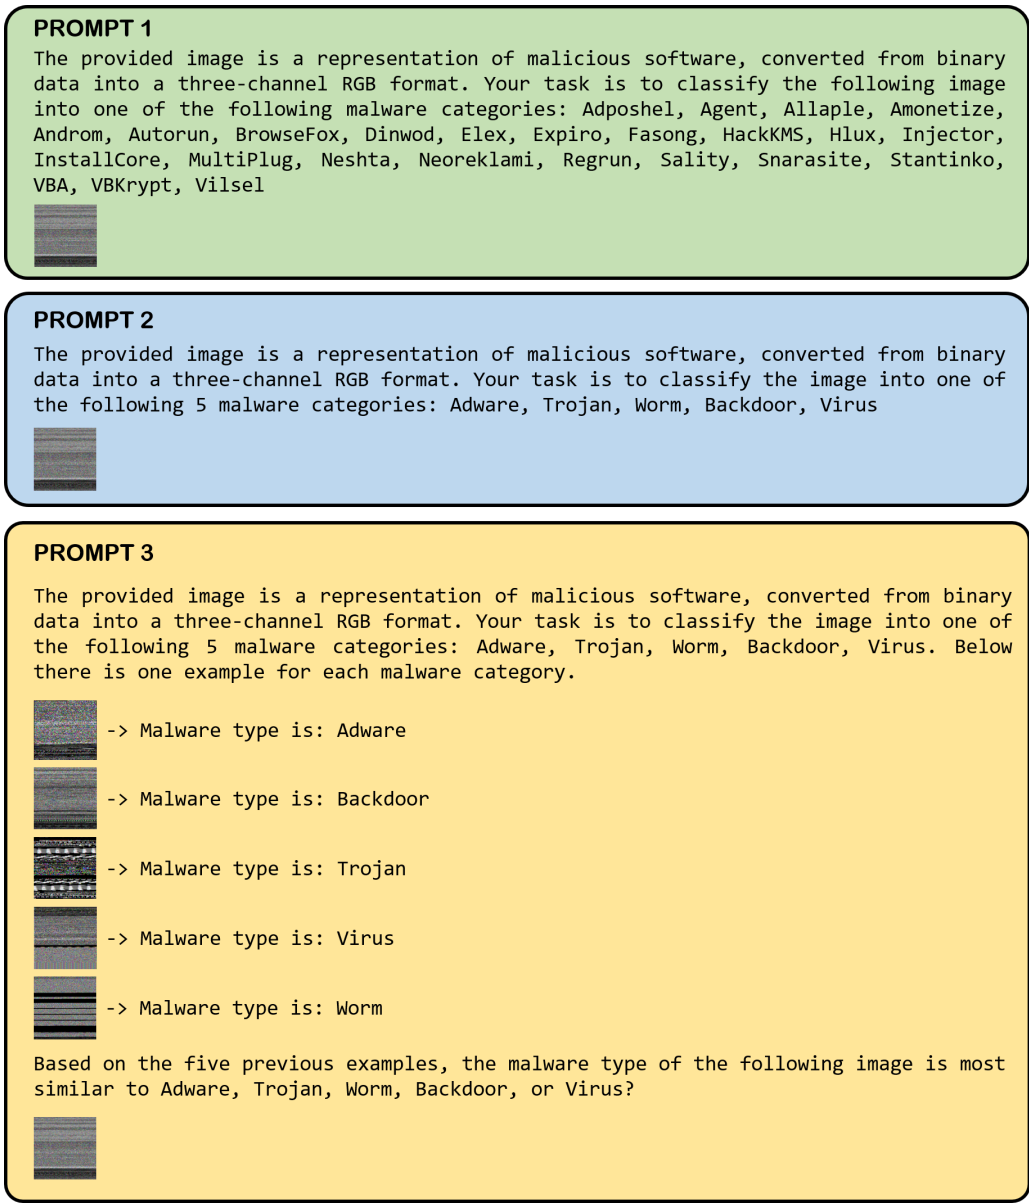 PROMPT 1
The provided image is a representation of malicious software, converted from binary
data into a three-channel RGB format. Your task is to classify the following image
into one of the following malware categories: Adposhel, Agent, Allaple, Amonetize,
Androm, Autorun, BrowseFox, Dinwod, Elex, Expiro, Fasong, HackKMS, Hlux, Injector,
InstallCore, MultiPlug, Neshta, Neoreklami, Regrun, Sality, Snarasite, Stantinko,
VBA, VBKrypt, Vilsel
PROMPT 2
The provided image is a representation of malicious software, converted from binary
data into a three-channel RGB format. Your task is to classify the image into one of
the following 5 malware categories: Adware, Trojan, Worm, Backdoor, Virus
PROMPT 3
The provided image is a representation of malicious software, converted from binary
data into a three-channel RGB format. Your task is to classify the image into one of
the following 5 malware categories: Adware, Trojan, Worm, Backdoor, Virus. Below
there is one example for each malware category.
-> Malware type is: Adware
-> Malware type is: Backdoor
-> Malware type is: Trojan
-> Malware type is: Virus
-> Malware type is: Worm
Based on the five previous examples, the malware type of the following image is most
similar to Adware, Trojan, Worm, Backdoor, or Virus?